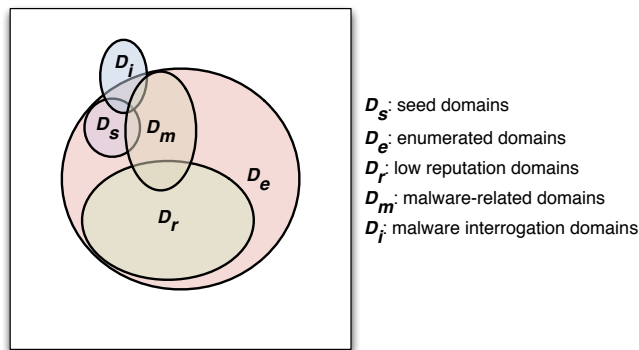 Di
Ds
Dm
De
Dr
Ds: seed domains
De: enumerated domains
Dr: low reputation domains
Dm: malware-related domains
Di: malware interrogation domains